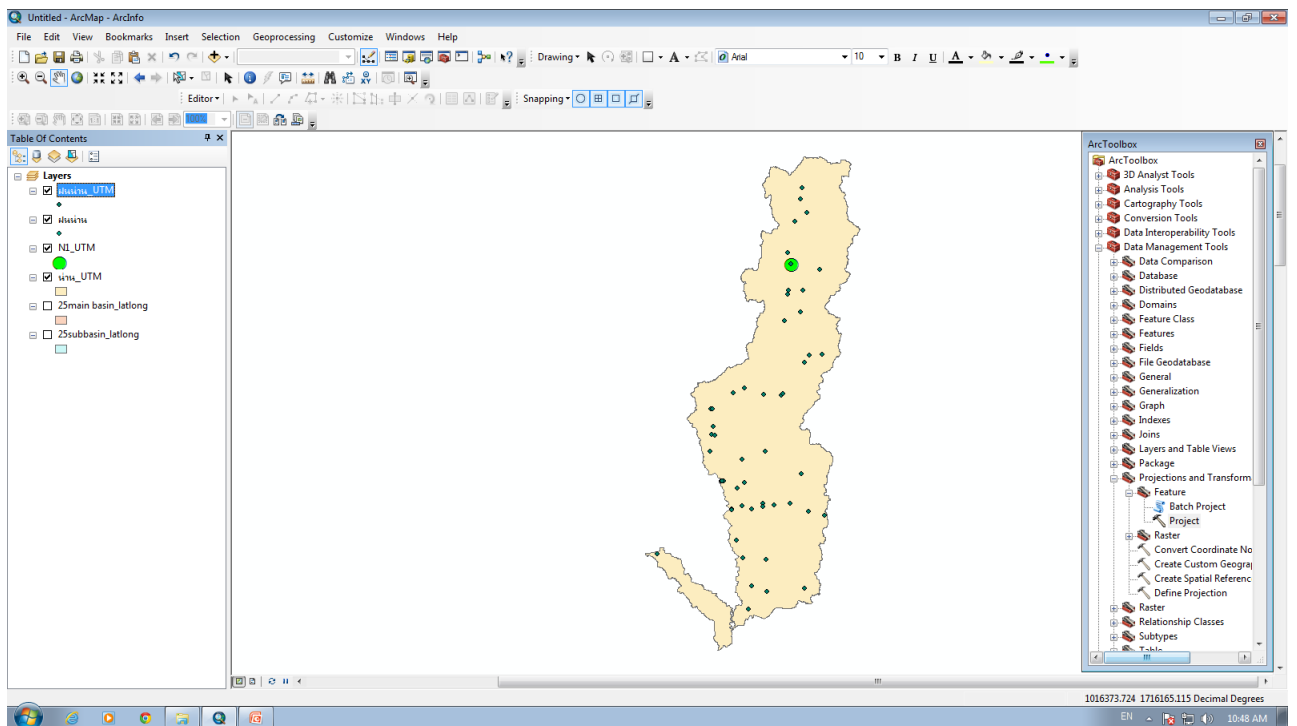 Untitled - ArcMap - ArcInfo
File Edit View Bookmarks Insert Selection Geoprocessing Customize Windows Help
Drawing A Arial 10 B I U A
Editor Snapping
100%
Table Of Contents
Layers
ฝนน่าน_UTM
ฝนน่าน
N1_UTM
น่าน_UTM
25main basin_latlong
25subbasin_latlong
ArcToolbox
ArcToolbox
3D Analyst Tools
Analysis Tools
Cartography Tools
Conversion Tools
Data Interoperability Tools
Data Management Tools
Data Comparison
Database
Distributed Geodatabase
Domains
Feature Class
Features
Fields
File Geodatabase
General
Generalization
Graph
Indexes
Joins
Layers and Table Views
Package
Projections and Transform
Feature
Batch Project
Project
Raster
Convert Coordinate No
Create Custom Geograp
Create Spatial Referenc
Define Projection
Raster
Relationship Classes
Subtypes
Table
1016373.724 1716165.115 Decimal Degrees
EN 10:48 AM